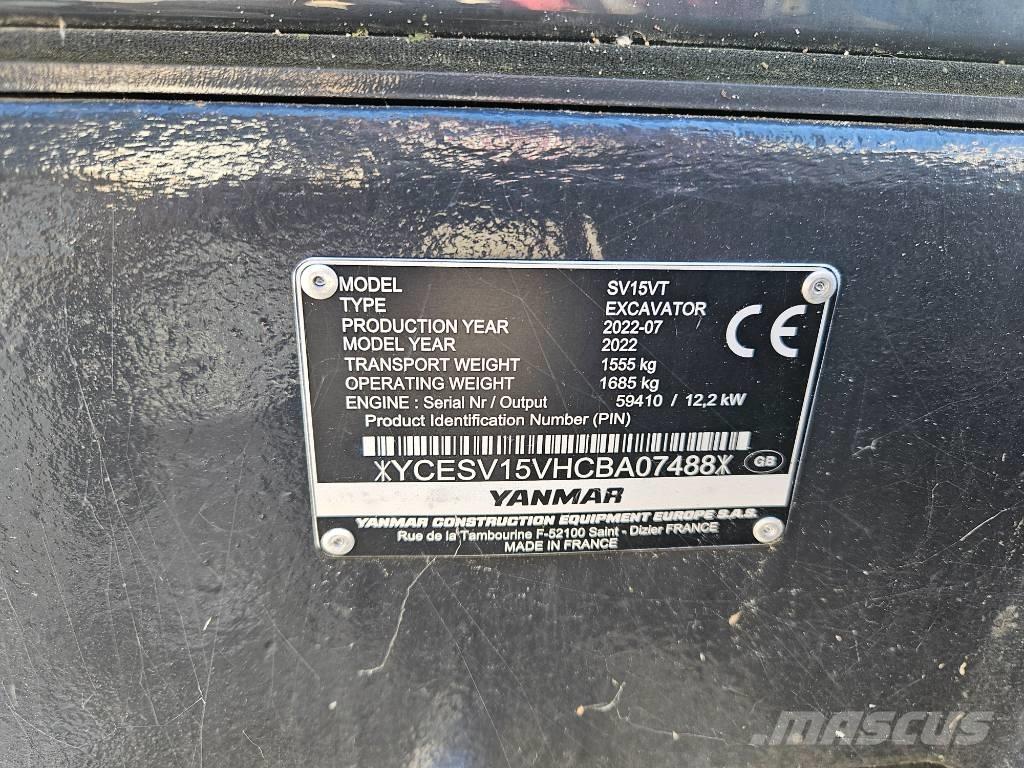 MODEL SV15VT
TYPE EXCAVATOR
PRODUCTION YEAR 2022-07
MODEL YEAR 2022
TRANSPORT WEIGHT 1555 kg
OPERATING WEIGHT 1685 kg
ENGINE : Serial Nr / Output 59410 / 12,2 kW
Product Identification Number (PIN)
CE
ӾYCESV15VHCBA07488Ӿ GB
YANMAR
YANMAR CONSTRUCTION EQUIPMENT EUROPE S.A.S.
Rue de la Tambourine F-52100 Saint - Dizier FRANCE
MADE IN FRANCE
MASCUS